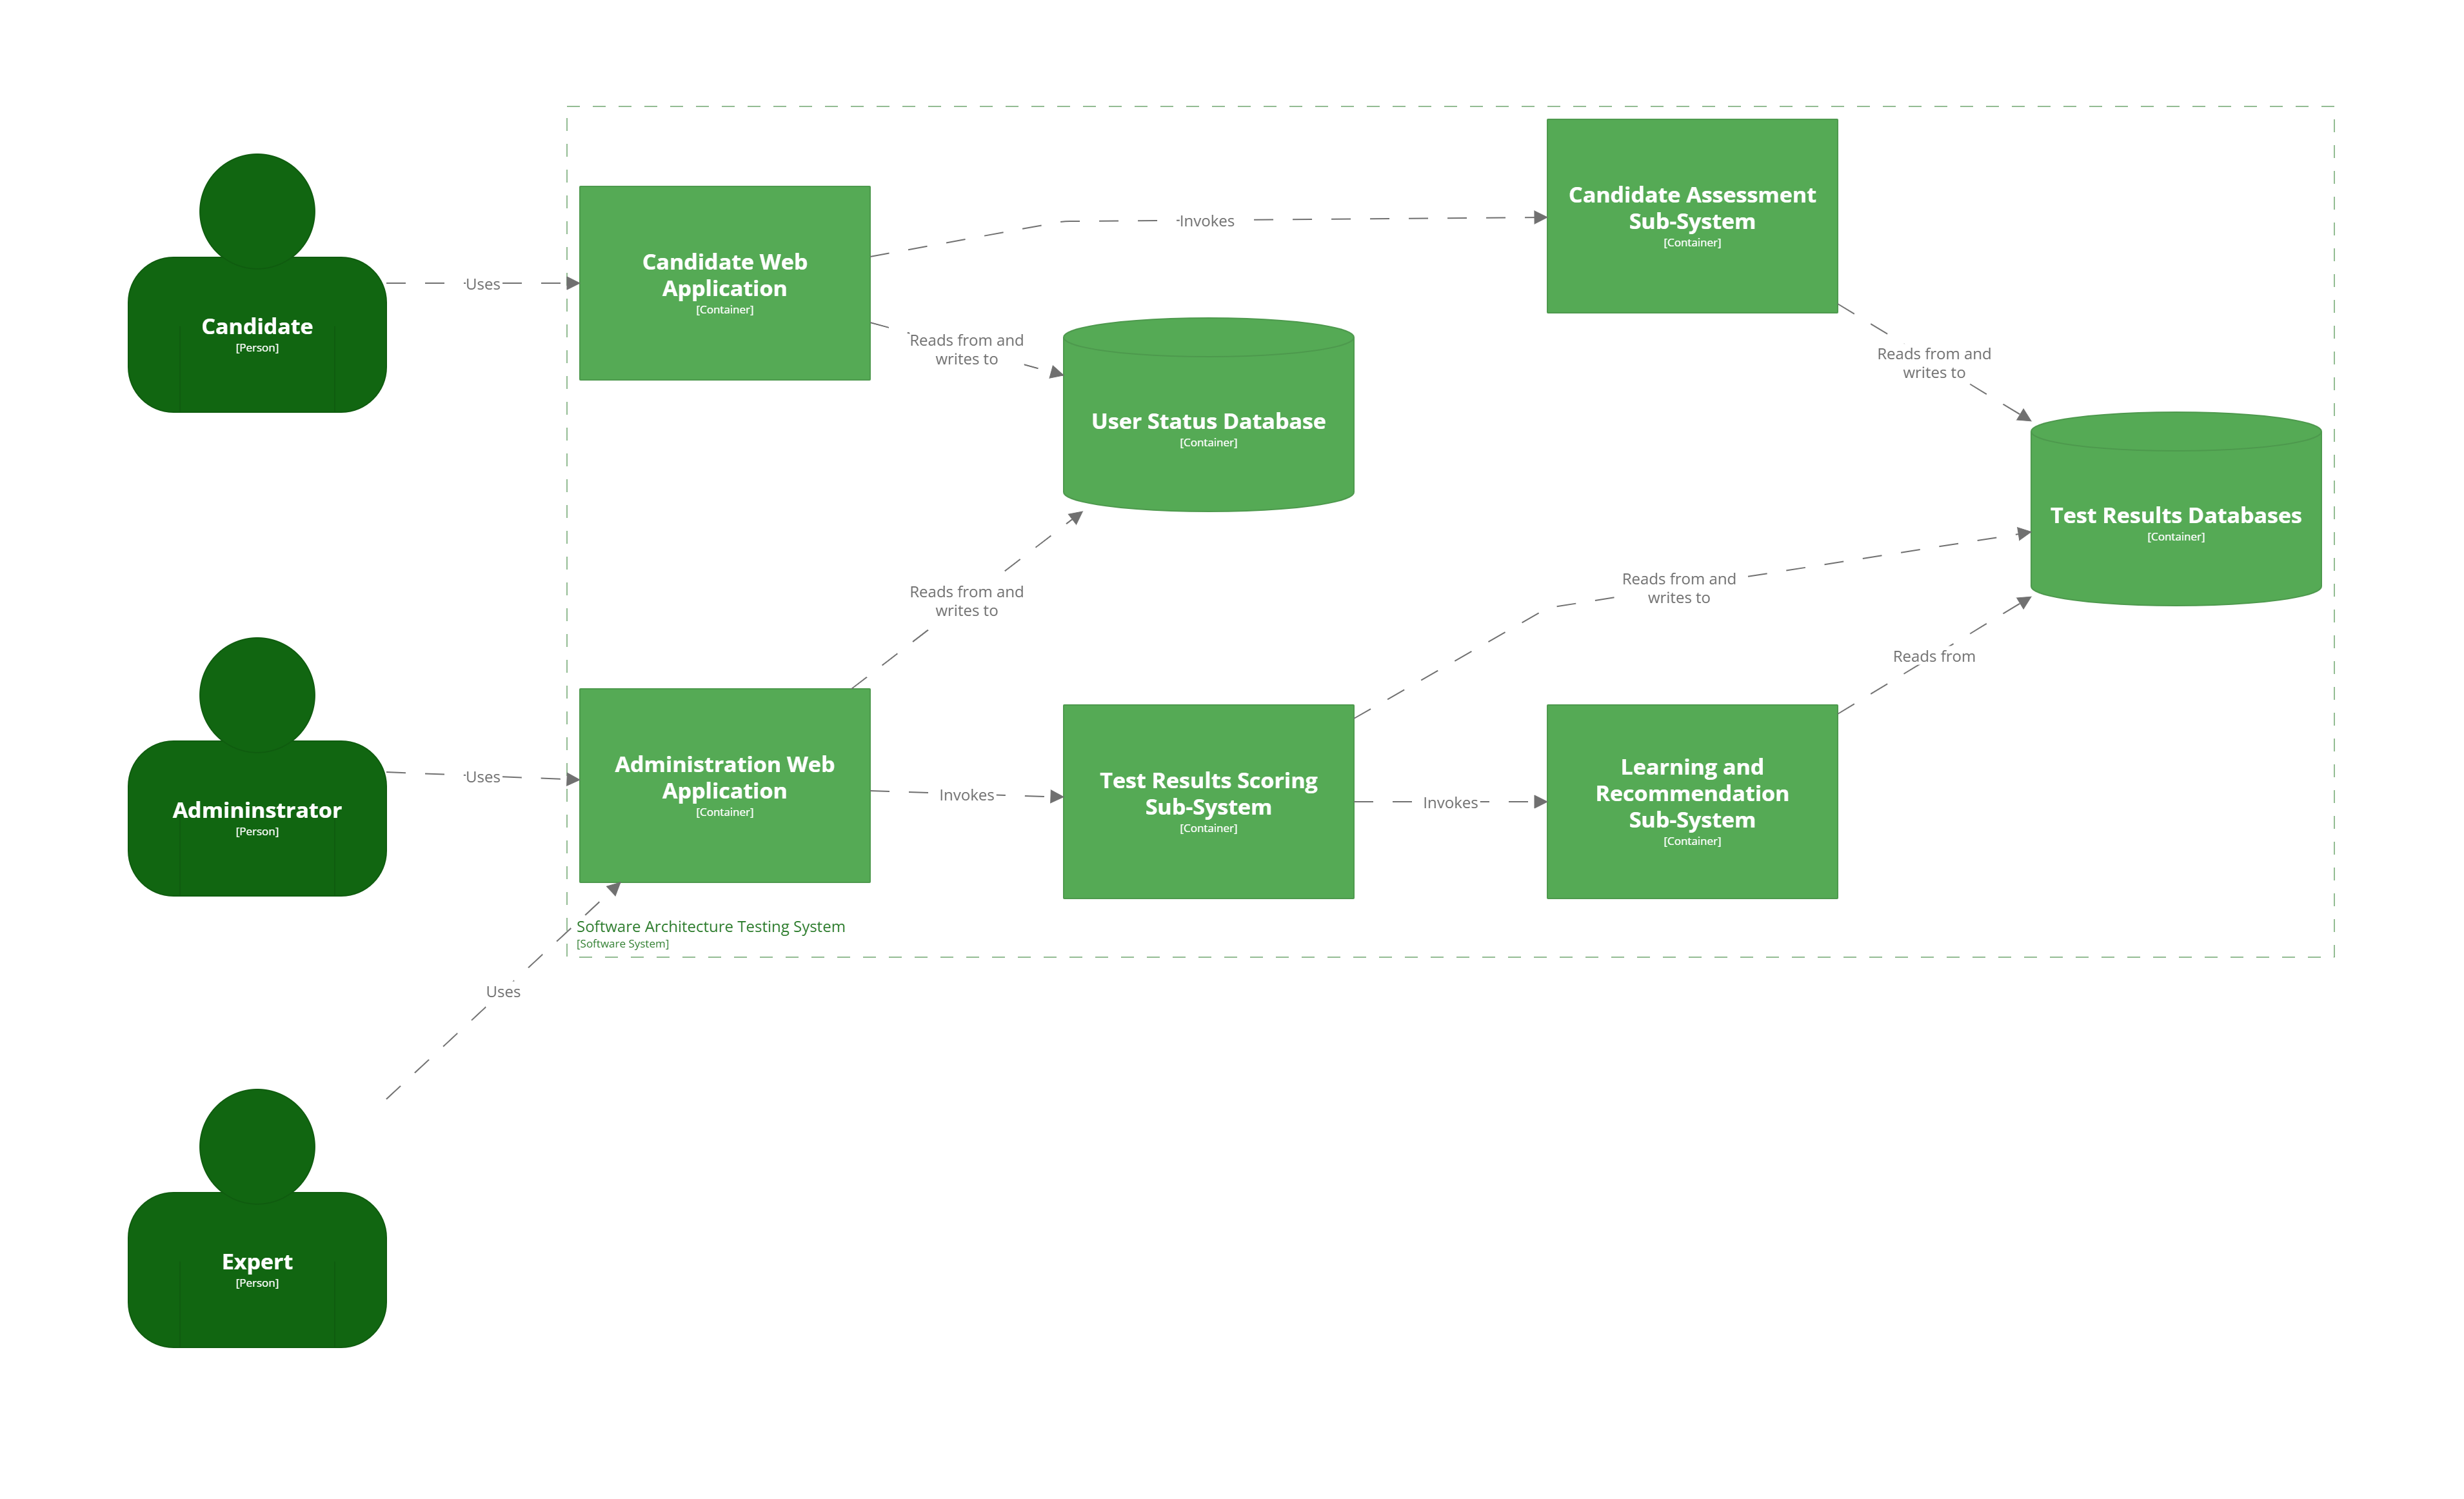 Candidate
[Person]
Uses
Candidate Web
Application
[Container]
Invokes
Candidate Assessment
Sub-System
[Container]
Reads from and
writes to
User Status Database
[Container]
Reads from and
writes to
Test Results Databases
[Container]
Reads from and
writes to
Reads from and
writes to
Reads from
Admininstrator
[Person]
Uses
Administration Web
Application
[Container]
Invokes
Test Results Scoring
Sub-System
[Container]
Invokes
Learning and
Recommendation
Sub-System
[Container]
Software Architecture Testing System
[Software System]
Uses
Expert
[Person]